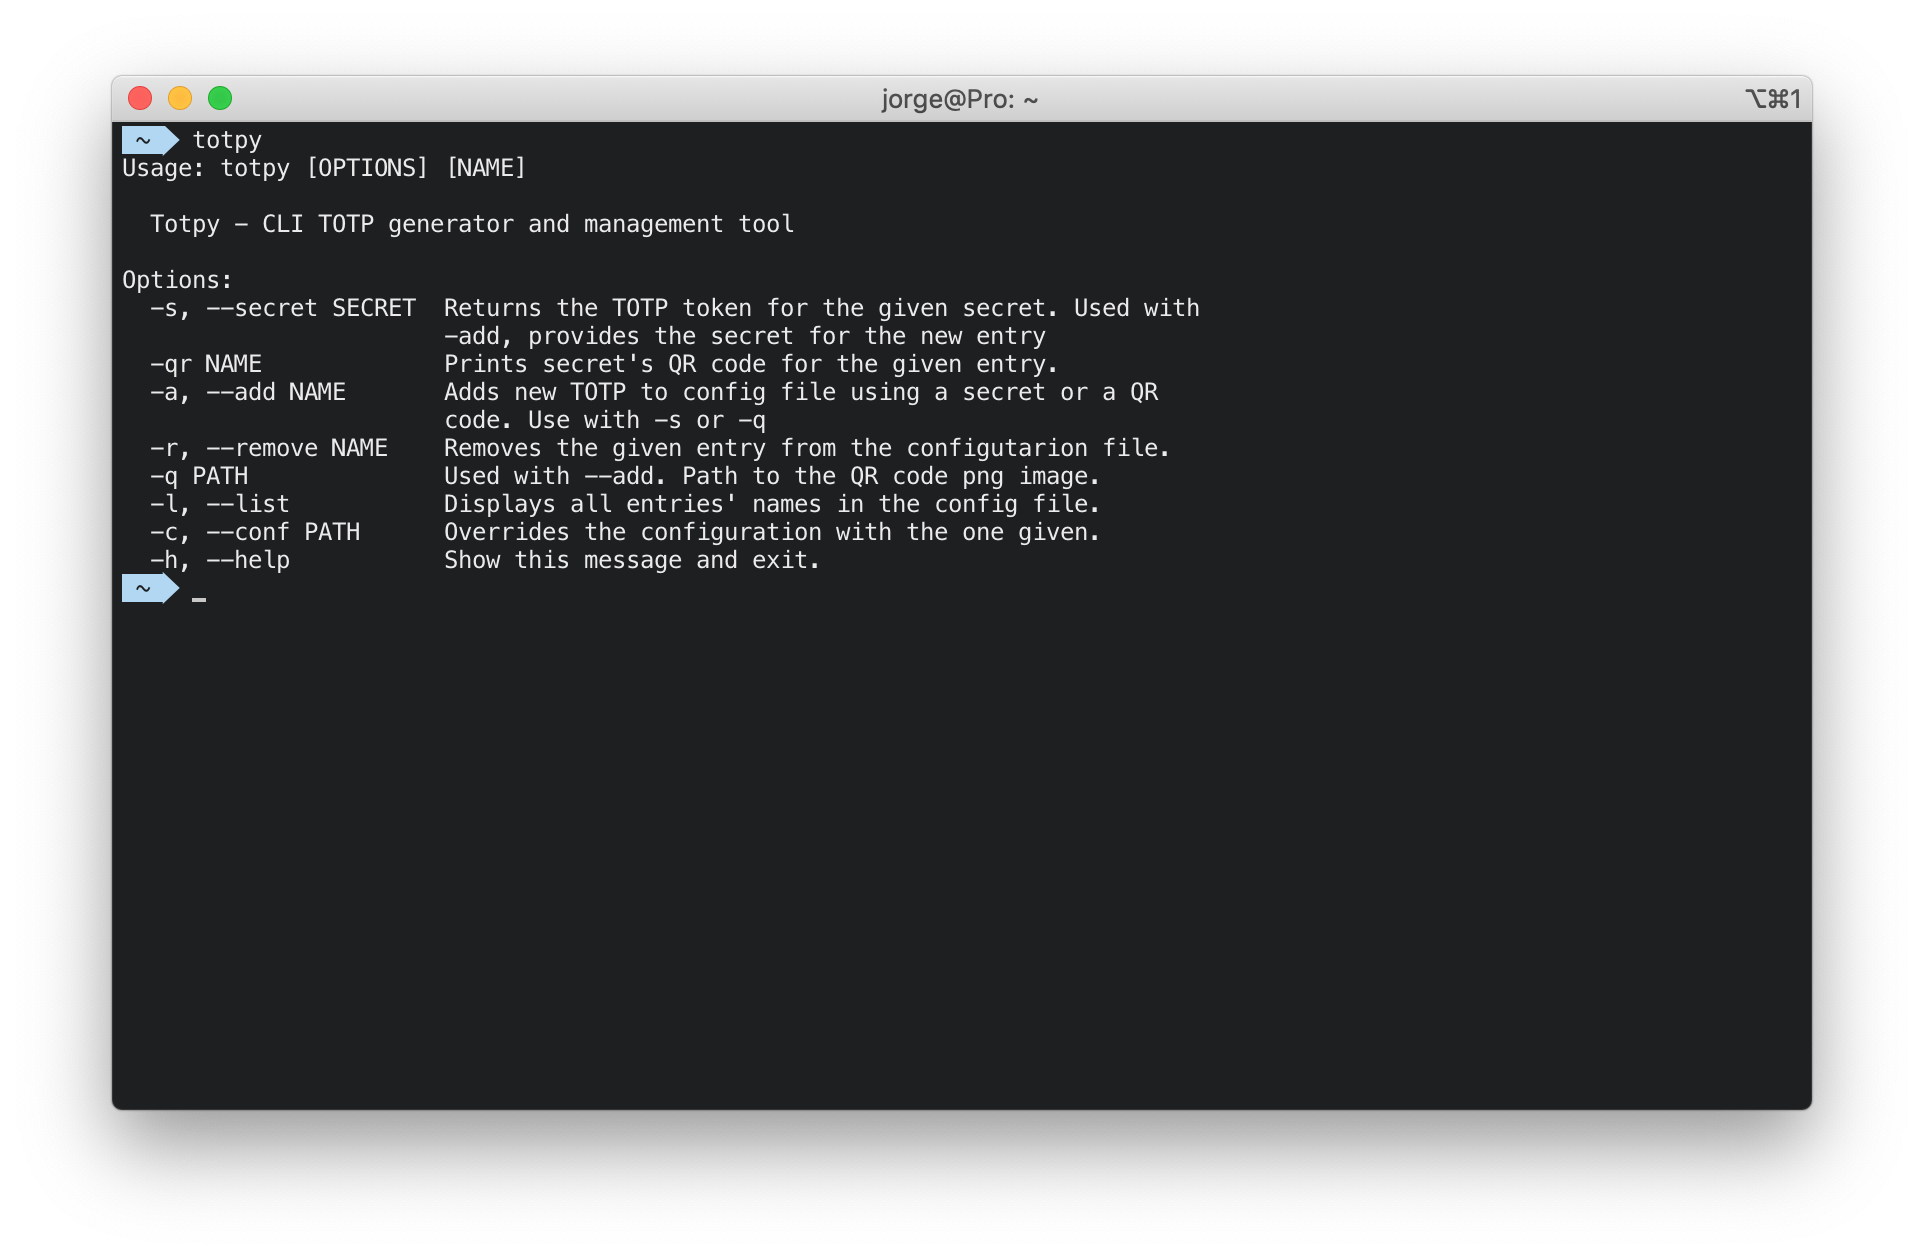 jorge@Pro: ~
⌥⌘1
~ totpy
Usage: totpy [OPTIONS] [NAME]
Totpy - CLI TOTP generator and management tool
Options:
-s, --secret SECRET  Returns the TOTP token for the given secret. Used with
-add, provides the secret for the new entry
-qr NAME             Prints secret's QR code for the given entry.
-a, --add NAME       Adds new TOTP to config file using a secret or a QR
code. Use with -s or -q
-r, --remove NAME    Removes the given entry from the configutarion file.
-q PATH              Used with --add. Path to the QR code png image.
-l, --list           Displays all entries' names in the config file.
-c, --conf PATH      Overrides the configuration with the one given.
-h, --help           Show this message and exit.
~ _